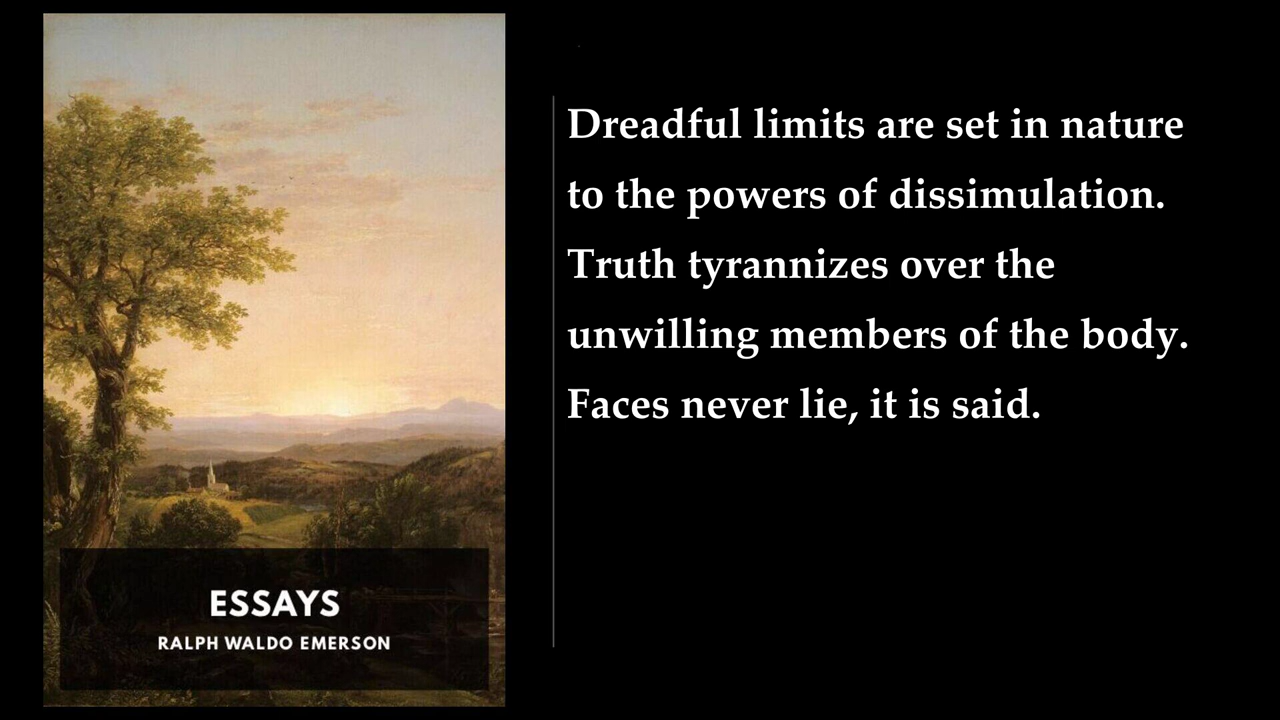 ESSAYS
RALPH WALDO EMERSON
Dreadful limits are set in nature
to the powers of dissimulation.
Truth tyrannizes over the
unwilling members of the body.
Faces never lie, it is said.